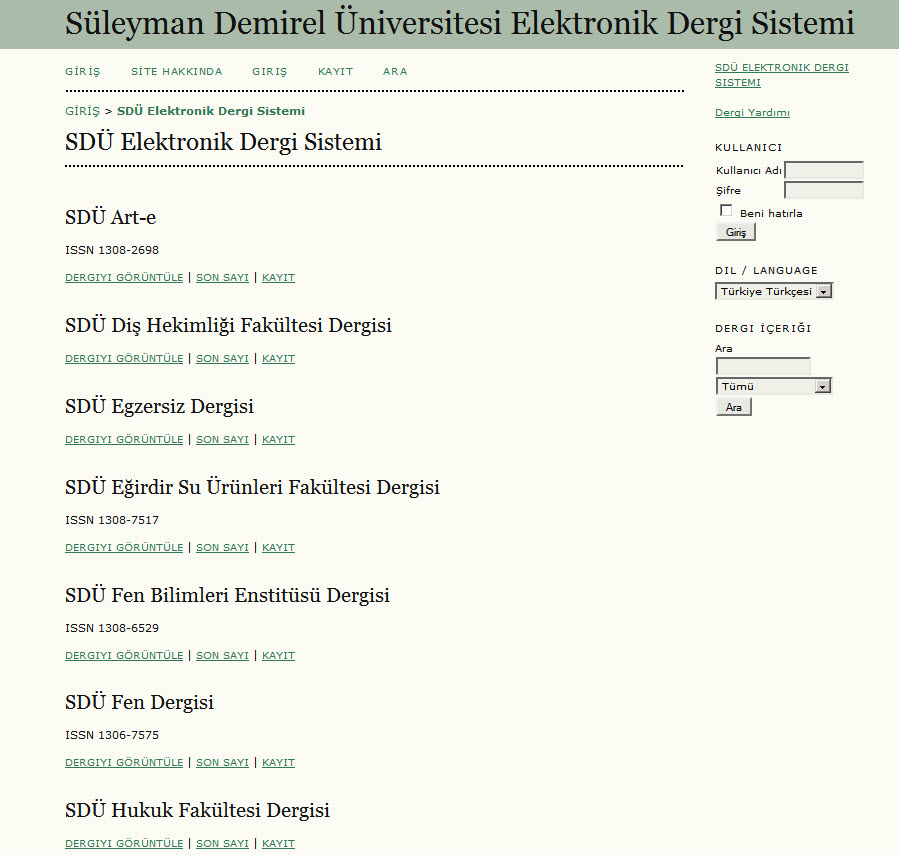 Süleyman Demirel Üniversitesi Elektronik Dergi Sistemi
GİRİŞ SİTE HAKKINDA GIRIŞ KAYIT ARA
GİRİŞ > SDÜ Elektronik Dergi Sistemi
SDÜ Elektronik Dergi Sistemi
SDÜ Art-e
ISSN 1308-2698
DERGIYI GÖRÜNTÜLE | SON SAYI | KAYIT
SDÜ Diş Hekimliği Fakültesi Dergisi
DERGIYI GÖRÜNTÜLE | SON SAYI | KAYIT
SDÜ Egzersiz Dergisi
DERGIYI GÖRÜNTÜLE | SON SAYI | KAYIT
SDÜ Eğirdir Su Ürünleri Fakültesi Dergisi
ISSN 1308-7517
DERGIYI GÖRÜNTÜLE | SON SAYI | KAYIT
SDÜ Fen Bilimleri Enstitüsü Dergisi
ISSN 1308-6529
DERGIYI GÖRÜNTÜLE | SON SAYI | KAYIT
SDÜ Fen Dergisi
ISSN 1306-7575
DERGIYI GÖRÜNTÜLE | SON SAYI | KAYIT
SDÜ Hukuk Fakültesi Dergisi
DERGIYI GÖRÜNTÜLE | SON SAYI | KAYIT
SDÜ ELEKTRONIK DERGI
SISTEMI
Dergi Yardımı
KULLANICI
Kullanıcı Adı
Şifre
Beni hatırla
Giriş
DIL / LANGUAGE
Türkiye Türkçesi
DERGI İÇERIĞI
Ara
Tümü
Ara